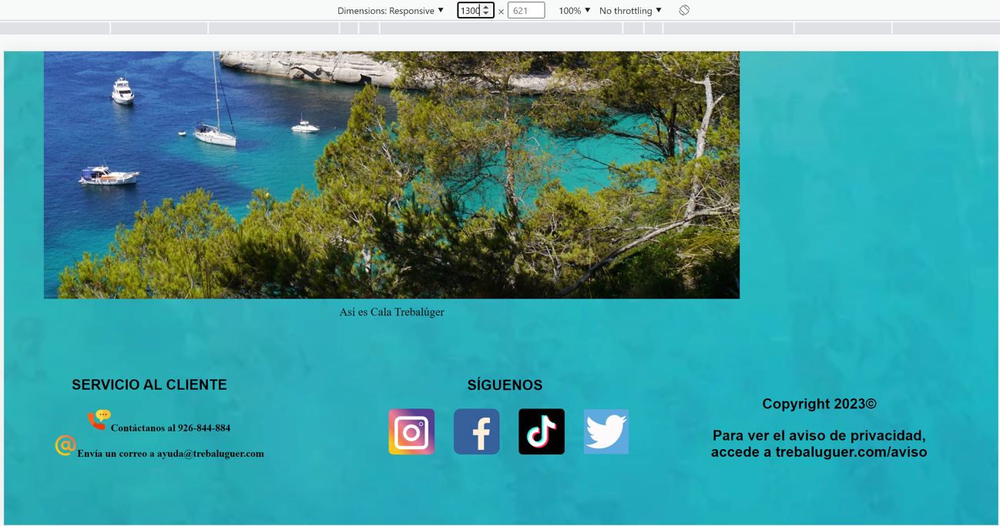 Dimensions: Responsive ▼ 1300 × 621 100% ▼ No throttling ▼
Así es Cala Trebalúger
SERVICIO AL CLIENTE
Contáctanos al 926-844-884
@ Envía un correo a ayuda@trebaluguer.com
SÍGUENOS
Copyright 2023©
Para ver el aviso de privacidad,
accede a trebaluguer.com/aviso